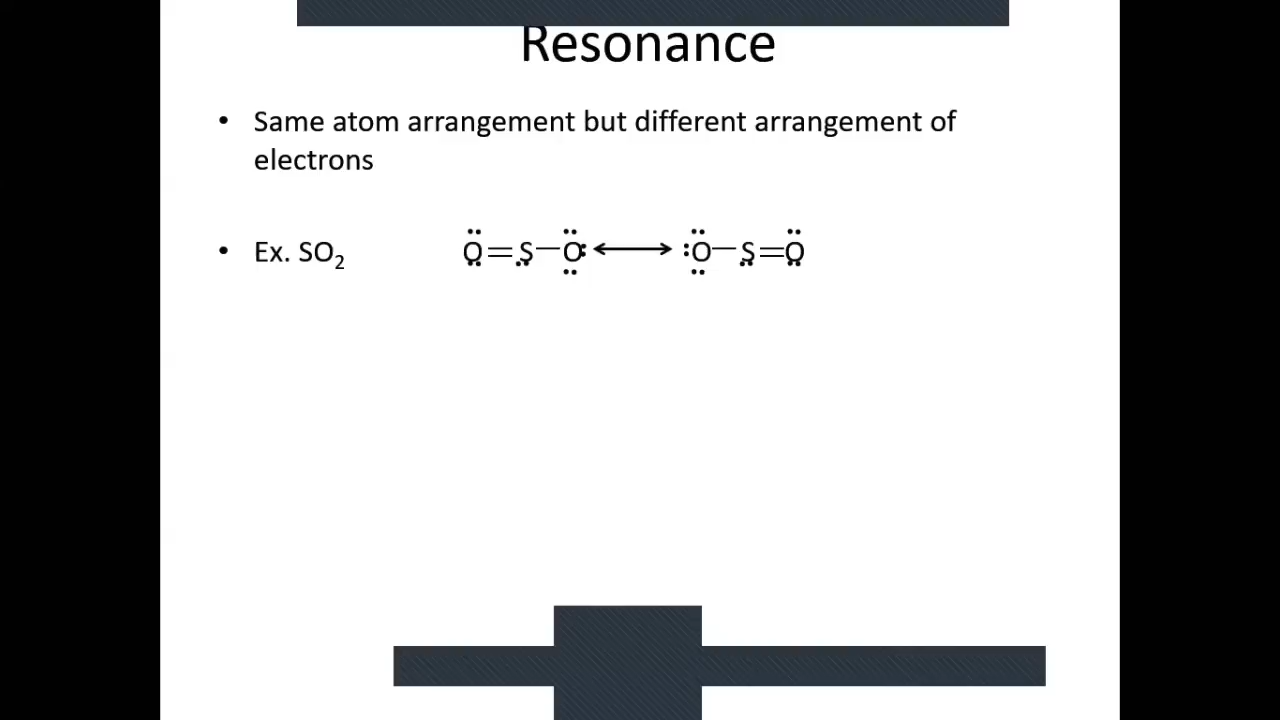 Resonance
• Same atom arrangement but different arrangement of
electrons
• Ex. SO₂ O=S—O ⟷ O—S=O